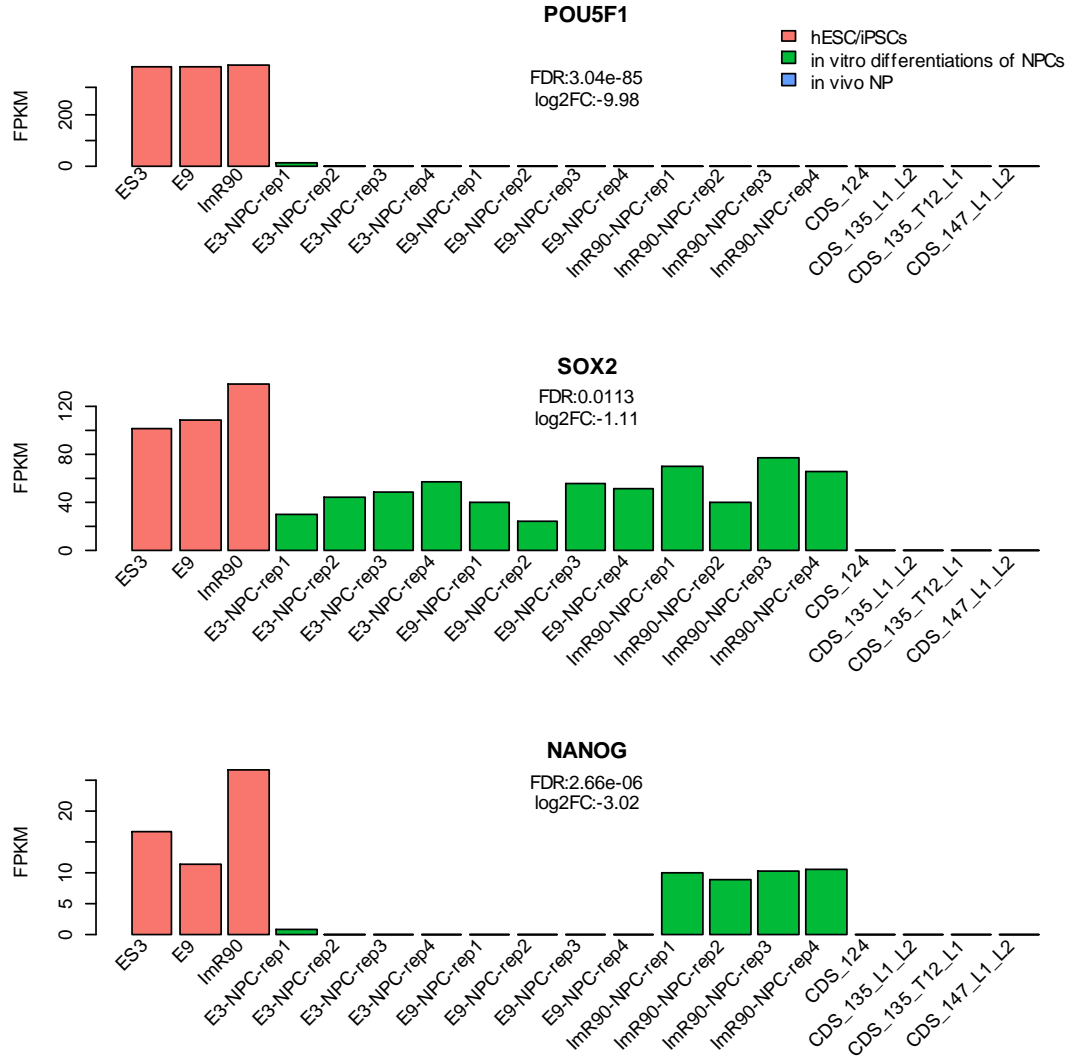 POU5F1
hESC/iPSCs
in vitro differentiations of NPCs
in vivo NP
FDR:3.04e-85
log2FC:-9.98
FPKM
200
0
ES3
E9
ImR90
E3-NPC-rep1
E3-NPC-rep2
E3-NPC-rep3
E3-NPC-rep4
E9-NPC-rep1
E9-NPC-rep2
E9-NPC-rep3
E9-NPC-rep4
ImR90-NPC-rep1
ImR90-NPC-rep2
ImR90-NPC-rep3
ImR90-NPC-rep4
CDS_124
CDS_135_L1_L2
CDS_135_T12_L1
CDS_147_L1_L2
SOX2
FDR:0.0113
log2FC:-1.11
FPKM
120
80
40
0
ES3
E9
ImR90
E3-NPC-rep1
E3-NPC-rep2
E3-NPC-rep3
E3-NPC-rep4
E9-NPC-rep1
E9-NPC-rep2
E9-NPC-rep3
E9-NPC-rep4
ImR90-NPC-rep1
ImR90-NPC-rep2
ImR90-NPC-rep3
ImR90-NPC-rep4
CDS_124
CDS_135_L1_L2
CDS_135_T12_L1
CDS_147_L1_L2
NANOG
FDR:2.66e-06
log2FC:-3.02
FPKM
20
10
5
0
ES3
E9
ImR90
E3-NPC-rep1
E3-NPC-rep2
E3-NPC-rep3
E3-NPC-rep4
E9-NPC-rep1
E9-NPC-rep2
E9-NPC-rep3
E9-NPC-rep4
ImR90-NPC-rep1
ImR90-NPC-rep2
ImR90-NPC-rep3
ImR90-NPC-rep4
CDS_124
CDS_135_L1_L2
CDS_135_T12_L1
CDS_147_L1_L2